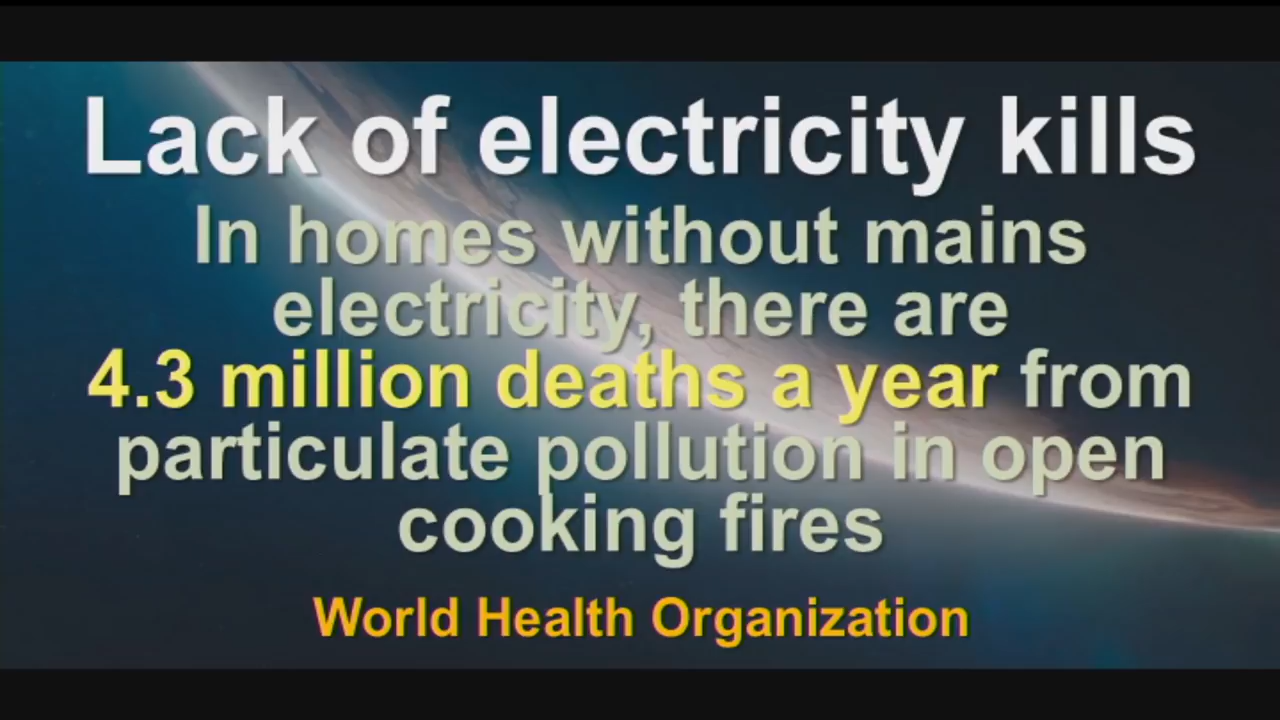 Lack of electricity kills
In homes without mains
electricity, there are
4.3 million deaths a year from
particulate pollution in open
cooking fires
World Health Organization